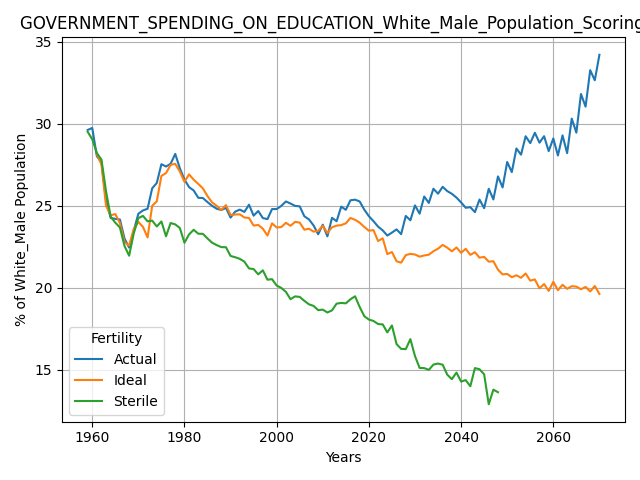 GOVERNMENT_SPENDING_ON_EDUCATION_White_Male_Population_Scoring
35
30
25
20
15
% of White_Male Population
Fertility
Actual
Ideal
Sterile
1960 1980 2000 2020 2040 2060
Years